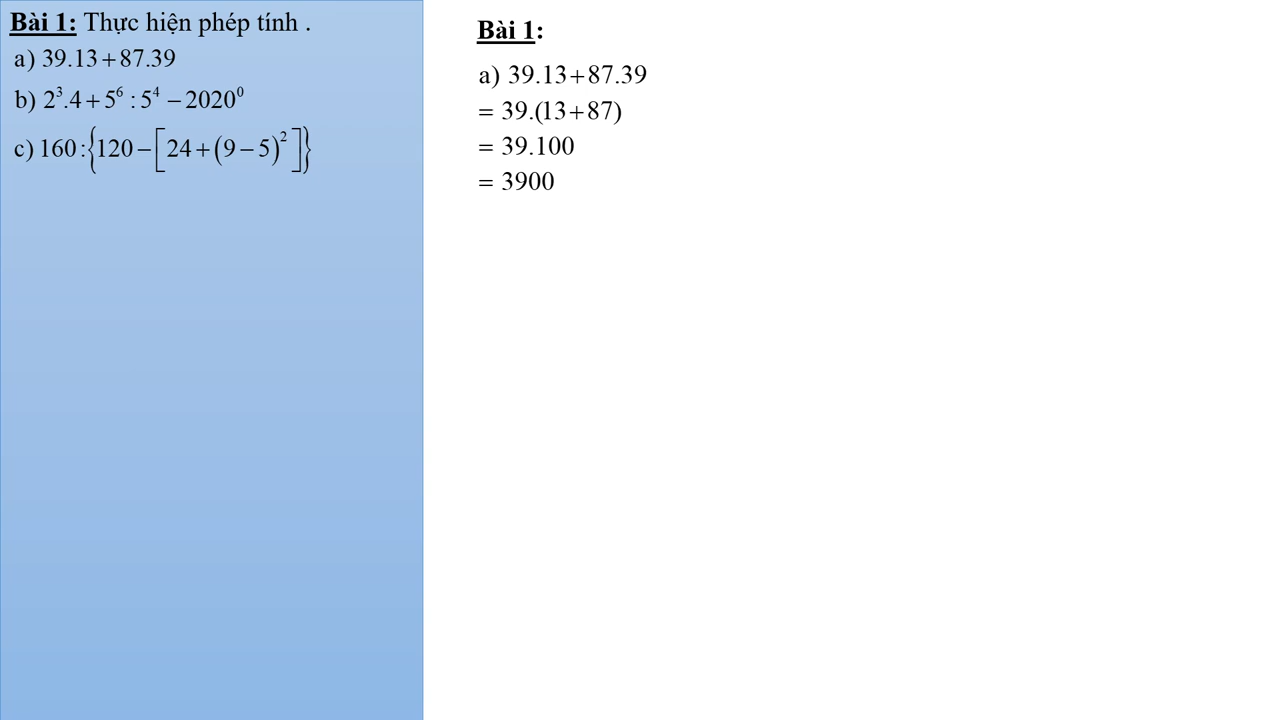 Bài 1: Thực hiện phép tính .
a) 39.13+87.39
b) 2³.4+5⁶ : 5⁴ − 2020⁰
c) 160:{120−[24+(9−5)²]}
Bài 1:
a) 39.13+87.39
= 39.(13+87)
= 39.100
= 3900